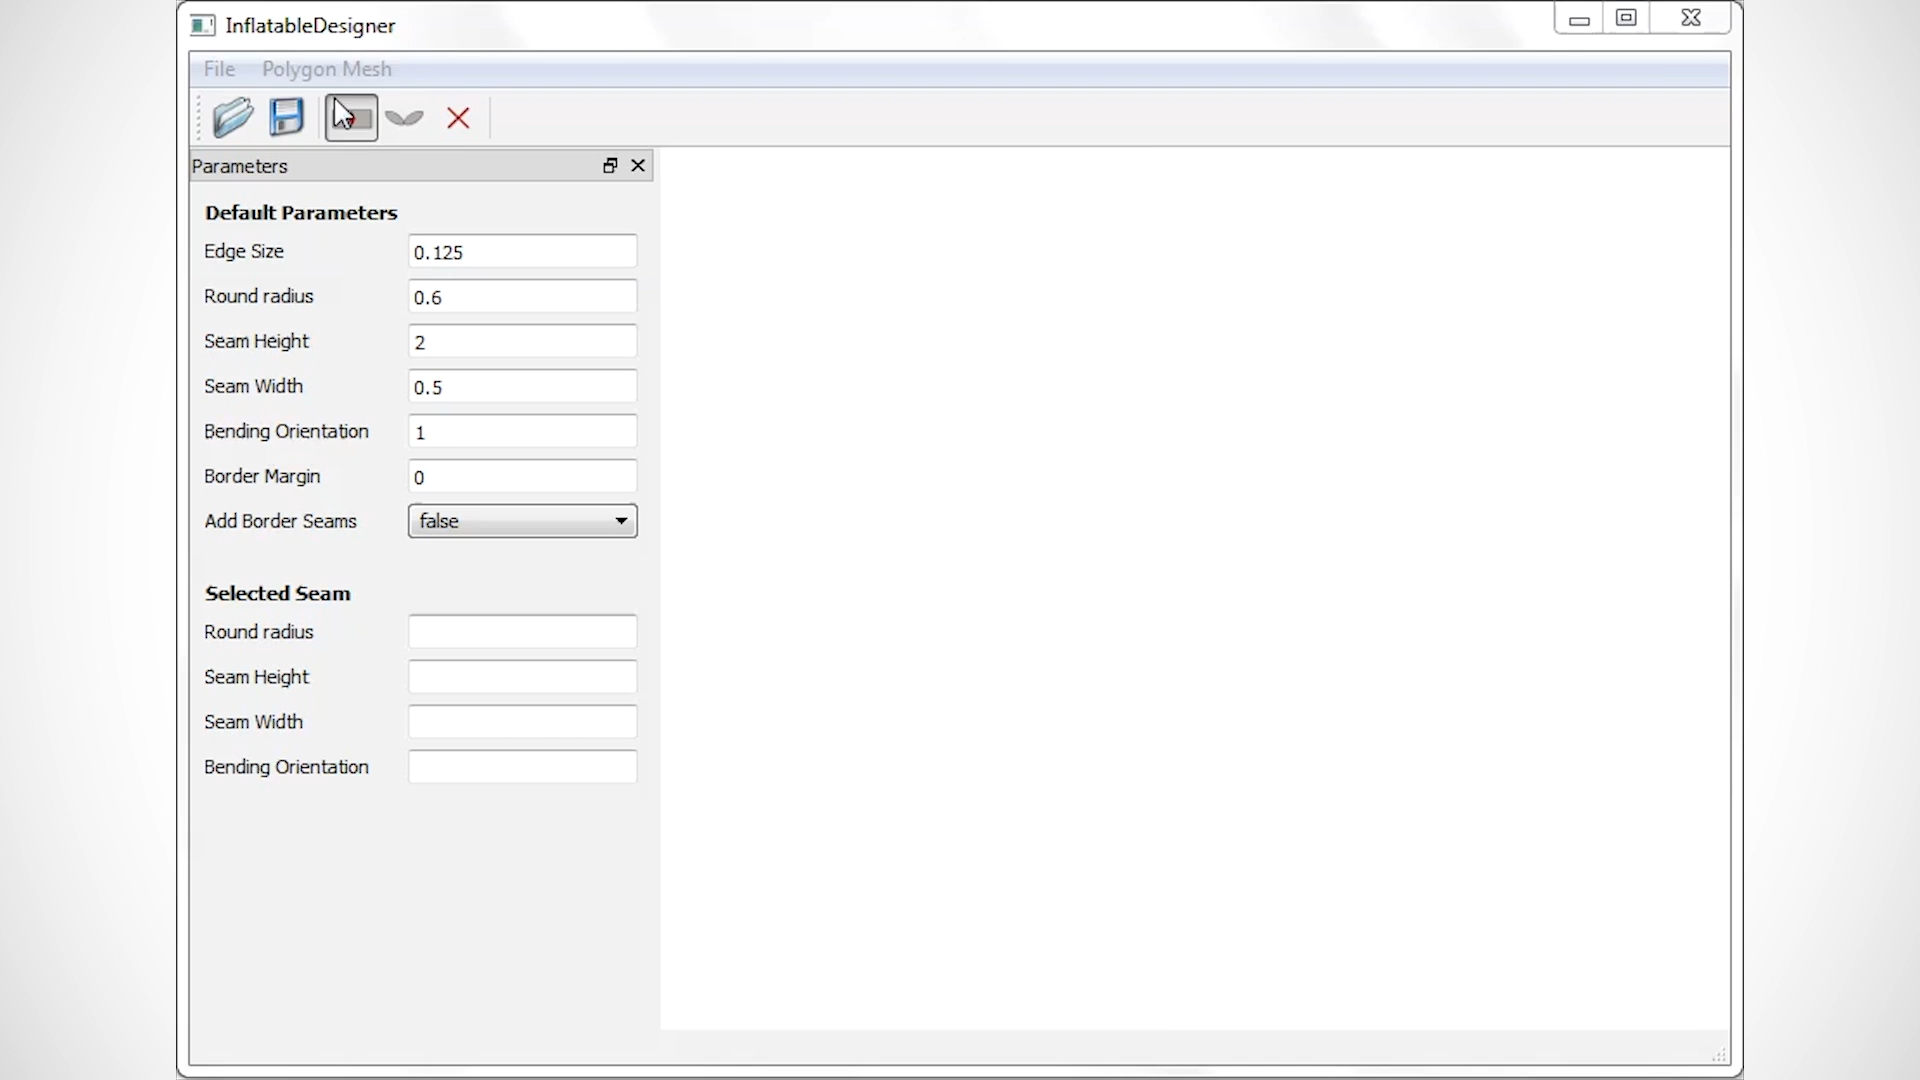 InflatableDesigner
File Polygon Mesh
Parameters
Default Parameters
Edge Size 0.125
Round radius 0.6
Seam Height 2
Seam Width 0.5
Bending Orientation 1
Border Margin 0
Add Border Seams false
Selected Seam
Round radius
Seam Height
Seam Width
Bending Orientation